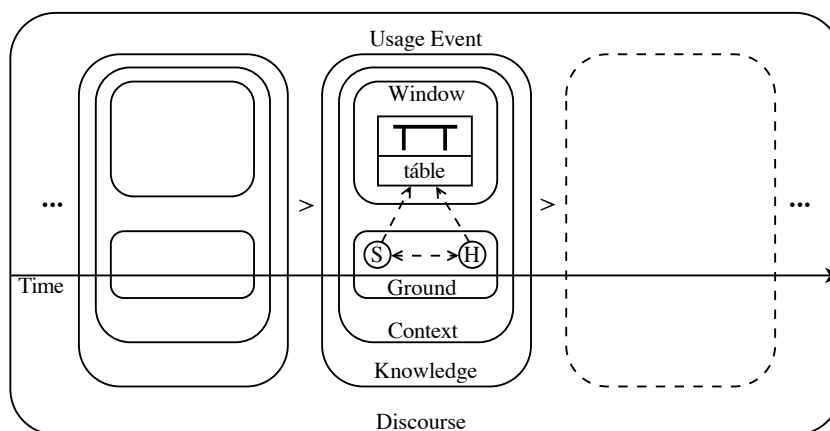 Usage Event
Window
táble
... > > ...
S H
Time
Ground
Context
Knowledge
Discourse